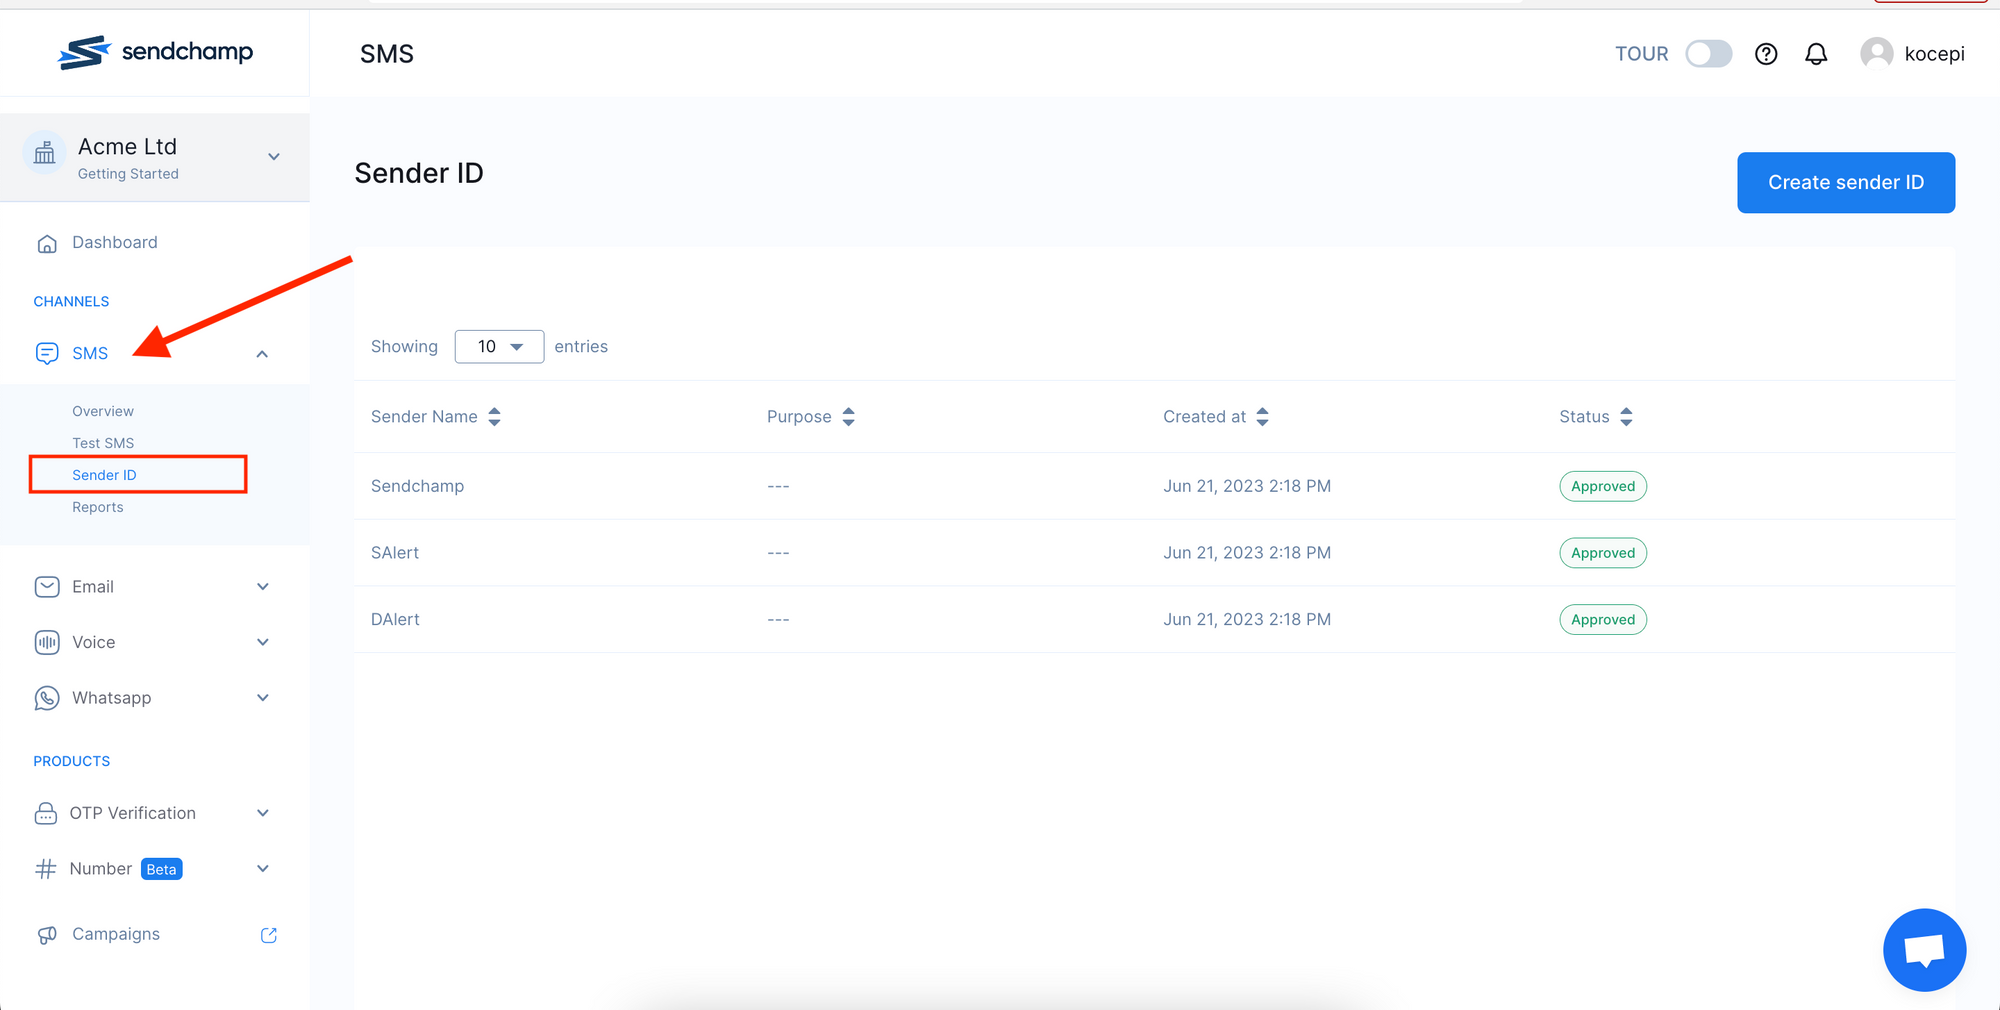 sendchamp
SMS
TOUR
kocepi
Acme Ltd
Getting Started
Sender ID
Create sender ID
Dashboard
CHANNELS
SMS
Overview
Test SMS
Sender ID
Reports
Email
Voice
Whatsapp
PRODUCTS
OTP Verification
Number Beta
Campaigns
Showing 10 entries
Sender Name Purpose Created at Status
Sendchamp --- Jun 21, 2023 2:18 PM Approved
SAlert --- Jun 21, 2023 2:18 PM Approved
DAlert --- Jun 21, 2023 2:18 PM Approved